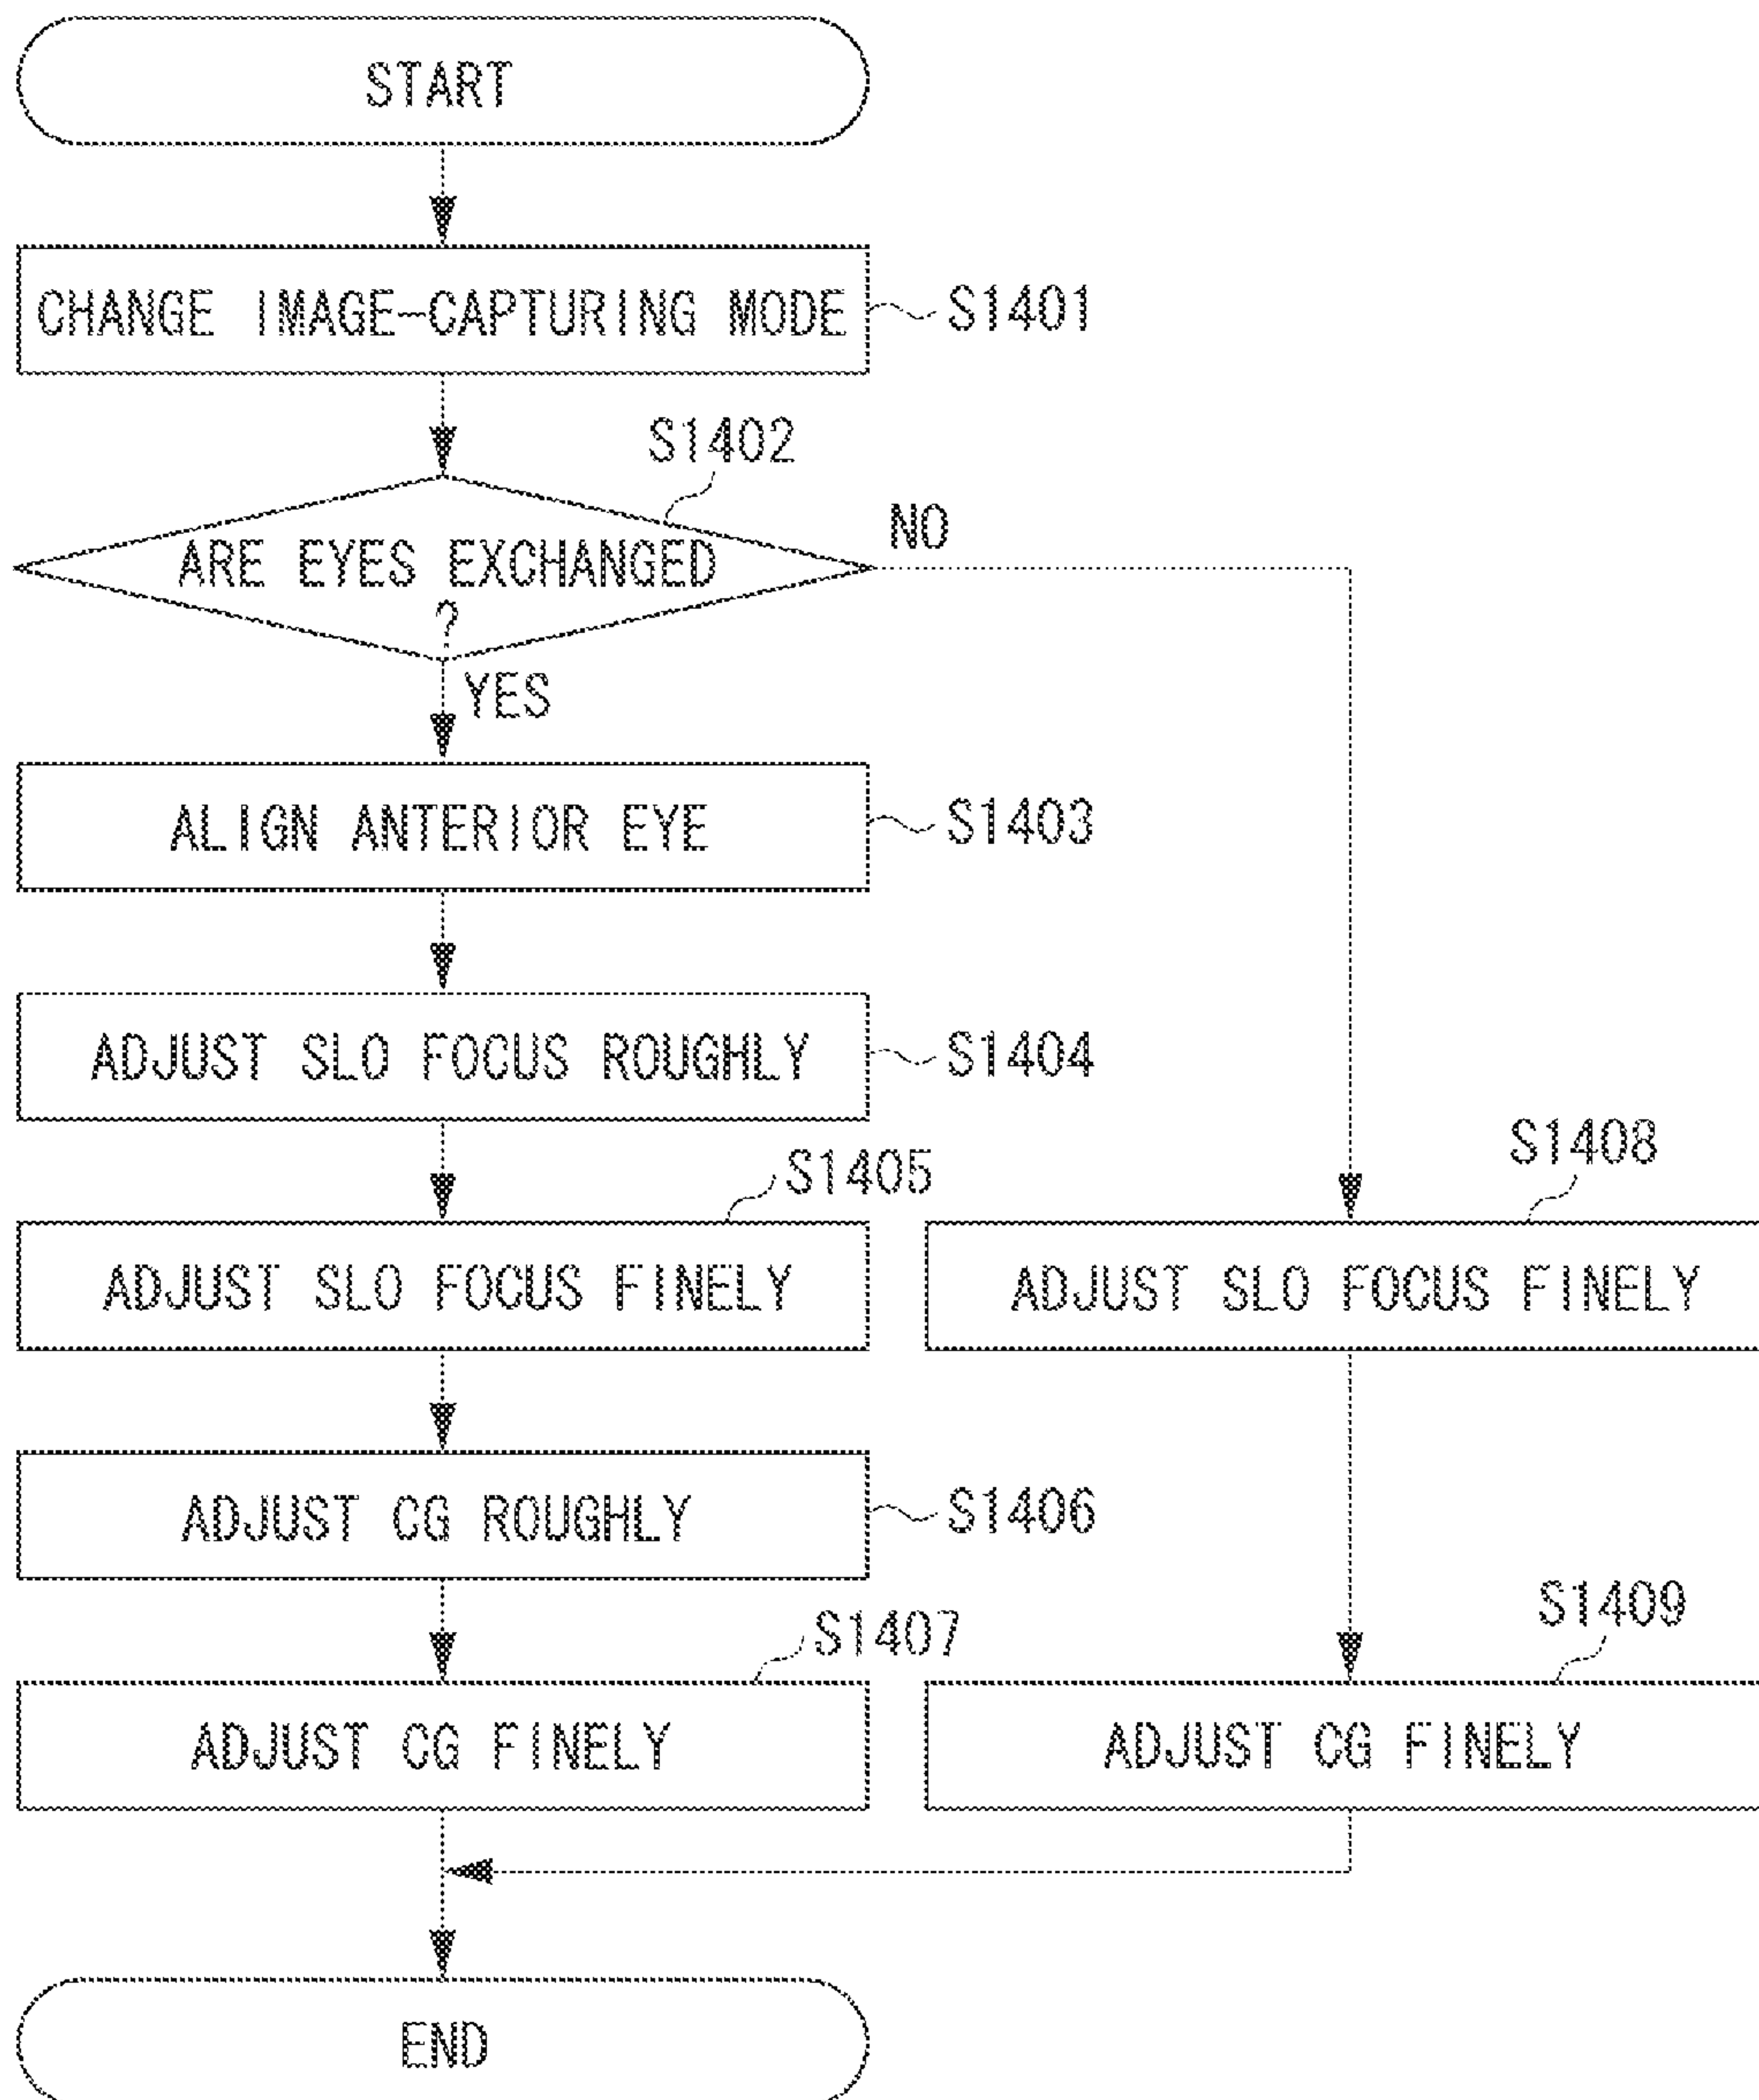 START
CHANGE IMAGE-CAPTURING MODE
S1401
S1402
ARE EYES EXCHANGED
?
NO
YES
ALIGN ANTERIOR EYE
S1403
ADJUST SLO FOCUS ROUGHLY
S1404
S1405
ADJUST SLO FOCUS FINELY
S1408
ADJUST SLO FOCUS FINELY
ADJUST CG ROUGHLY
S1406
S1407
ADJUST CG FINELY
S1409
ADJUST CG FINELY
END